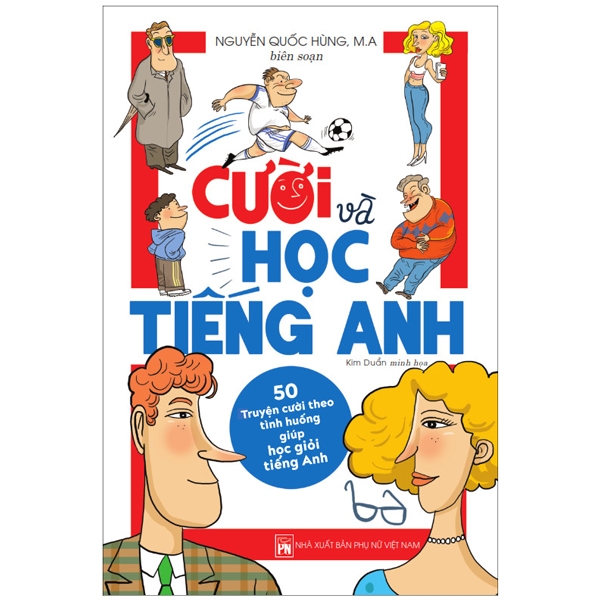 NGUYỄN QUỐC HÙNG, M.A
biên soạn
CƯỜI và
HỌC
TIẾNG ANH
Kim Duẩn minh họa
50
Truyện cười theo
tình huống
giúp
học giỏi
tiếng Anh
PN
NHÀ XUẤT BẢN PHỤ NỮ VIỆT NAM